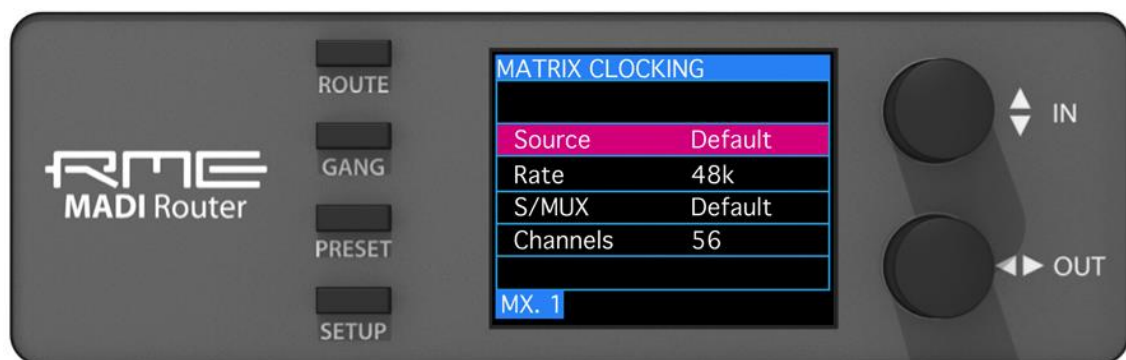 RME
MADI Router
ROUTE
GANG
PRESET
SETUP
MATRIX CLOCKING
Source Default
Rate 48k
S/MUX Default
Channels 56
MX. 1
IN
OUT